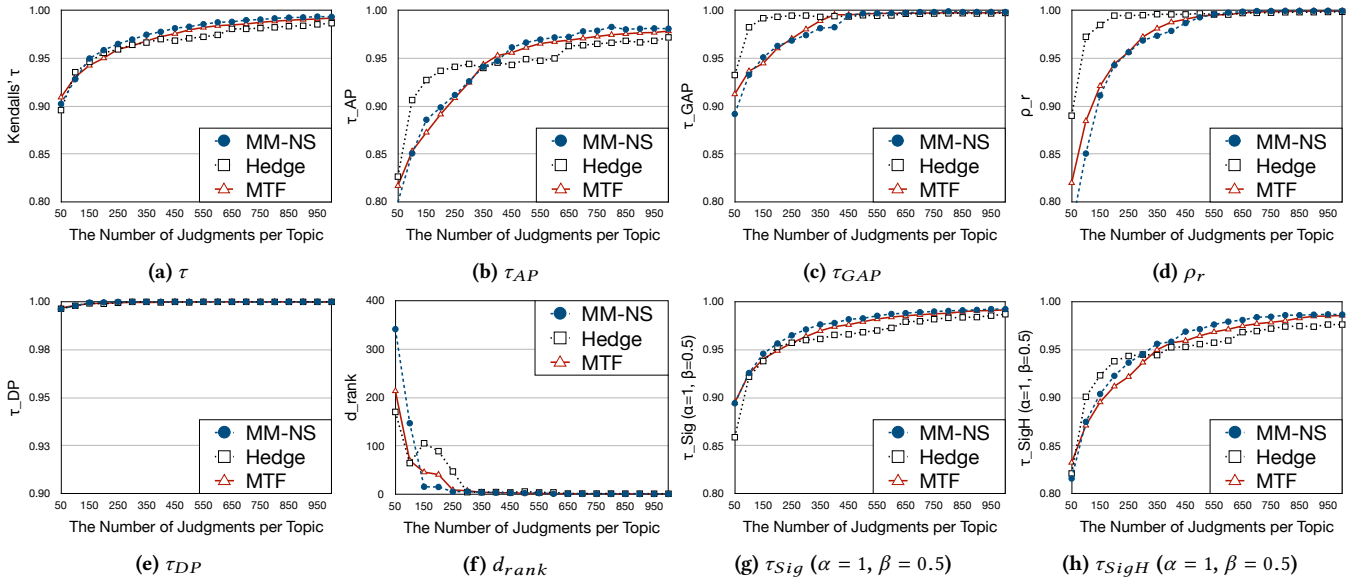 1.00
0.95
0.90
0.85
0.80
Kendalls' τ
MM-NS
Hedge
MTF
50 150 250 350 450 550 650 750 850 950
The Number of Judgments per Topic
(a) τ
1.00
0.95
0.90
0.85
0.80
τ_AP
MM-NS
Hedge
MTF
50 150 250 350 450 550 650 750 850 950
The Number of Judgments per Topic
(b) τAP
1.00
0.95
0.90
0.85
0.80
τ_GAP
MM-NS
Hedge
MTF
50 150 250 350 450 550 650 750 850 950
The Number of Judgments per Topic
(c) τGAP
1.00
0.95
0.90
0.85
0.80
ρ_r
MM-NS
Hedge
MTF
50 150 250 350 450 550 650 750 850 950
The Number of Judgments per Topic
(d) ρr
1.00
0.98
0.95
0.93
0.90
τ_DP
MM-NS
Hedge
MTF
50 150 250 350 450 550 650 750 850 950
The Number of Judgments per Topic
(e) τDP
400
300
200
100
0
d_rank
MM-NS
Hedge
MTF
50 150 250 350 450 550 650 750 850 950
The Number of Judgments per Topic
(f) drank
1.00
0.95
0.90
0.85
0.80
τ_Sig (α=1, β=0.5)
MM-NS
Hedge
MTF
50 150 250 350 450 550 650 750 850 950
The Number of Judgments per Topic
(g) τSig (α = 1, β = 0.5)
1.00
0.95
0.90
0.85
0.80
τ_SigH (α=1, β=0.5)
MM-NS
Hedge
MTF
50 150 250 350 450 550 650 750 850 950
The Number of Judgments per Topic
(h) τSigH (α = 1, β = 0.5)